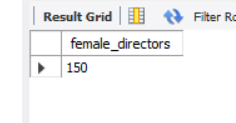 Result Grid Filter Ro
female_directors
150